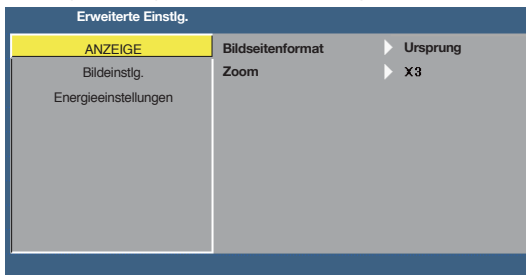 Erweiterte Einstlg.
ANZEIGE
Bildseitenformat Ursprung
Bildeinstlg.
Zoom X3
Energieeinstellungen